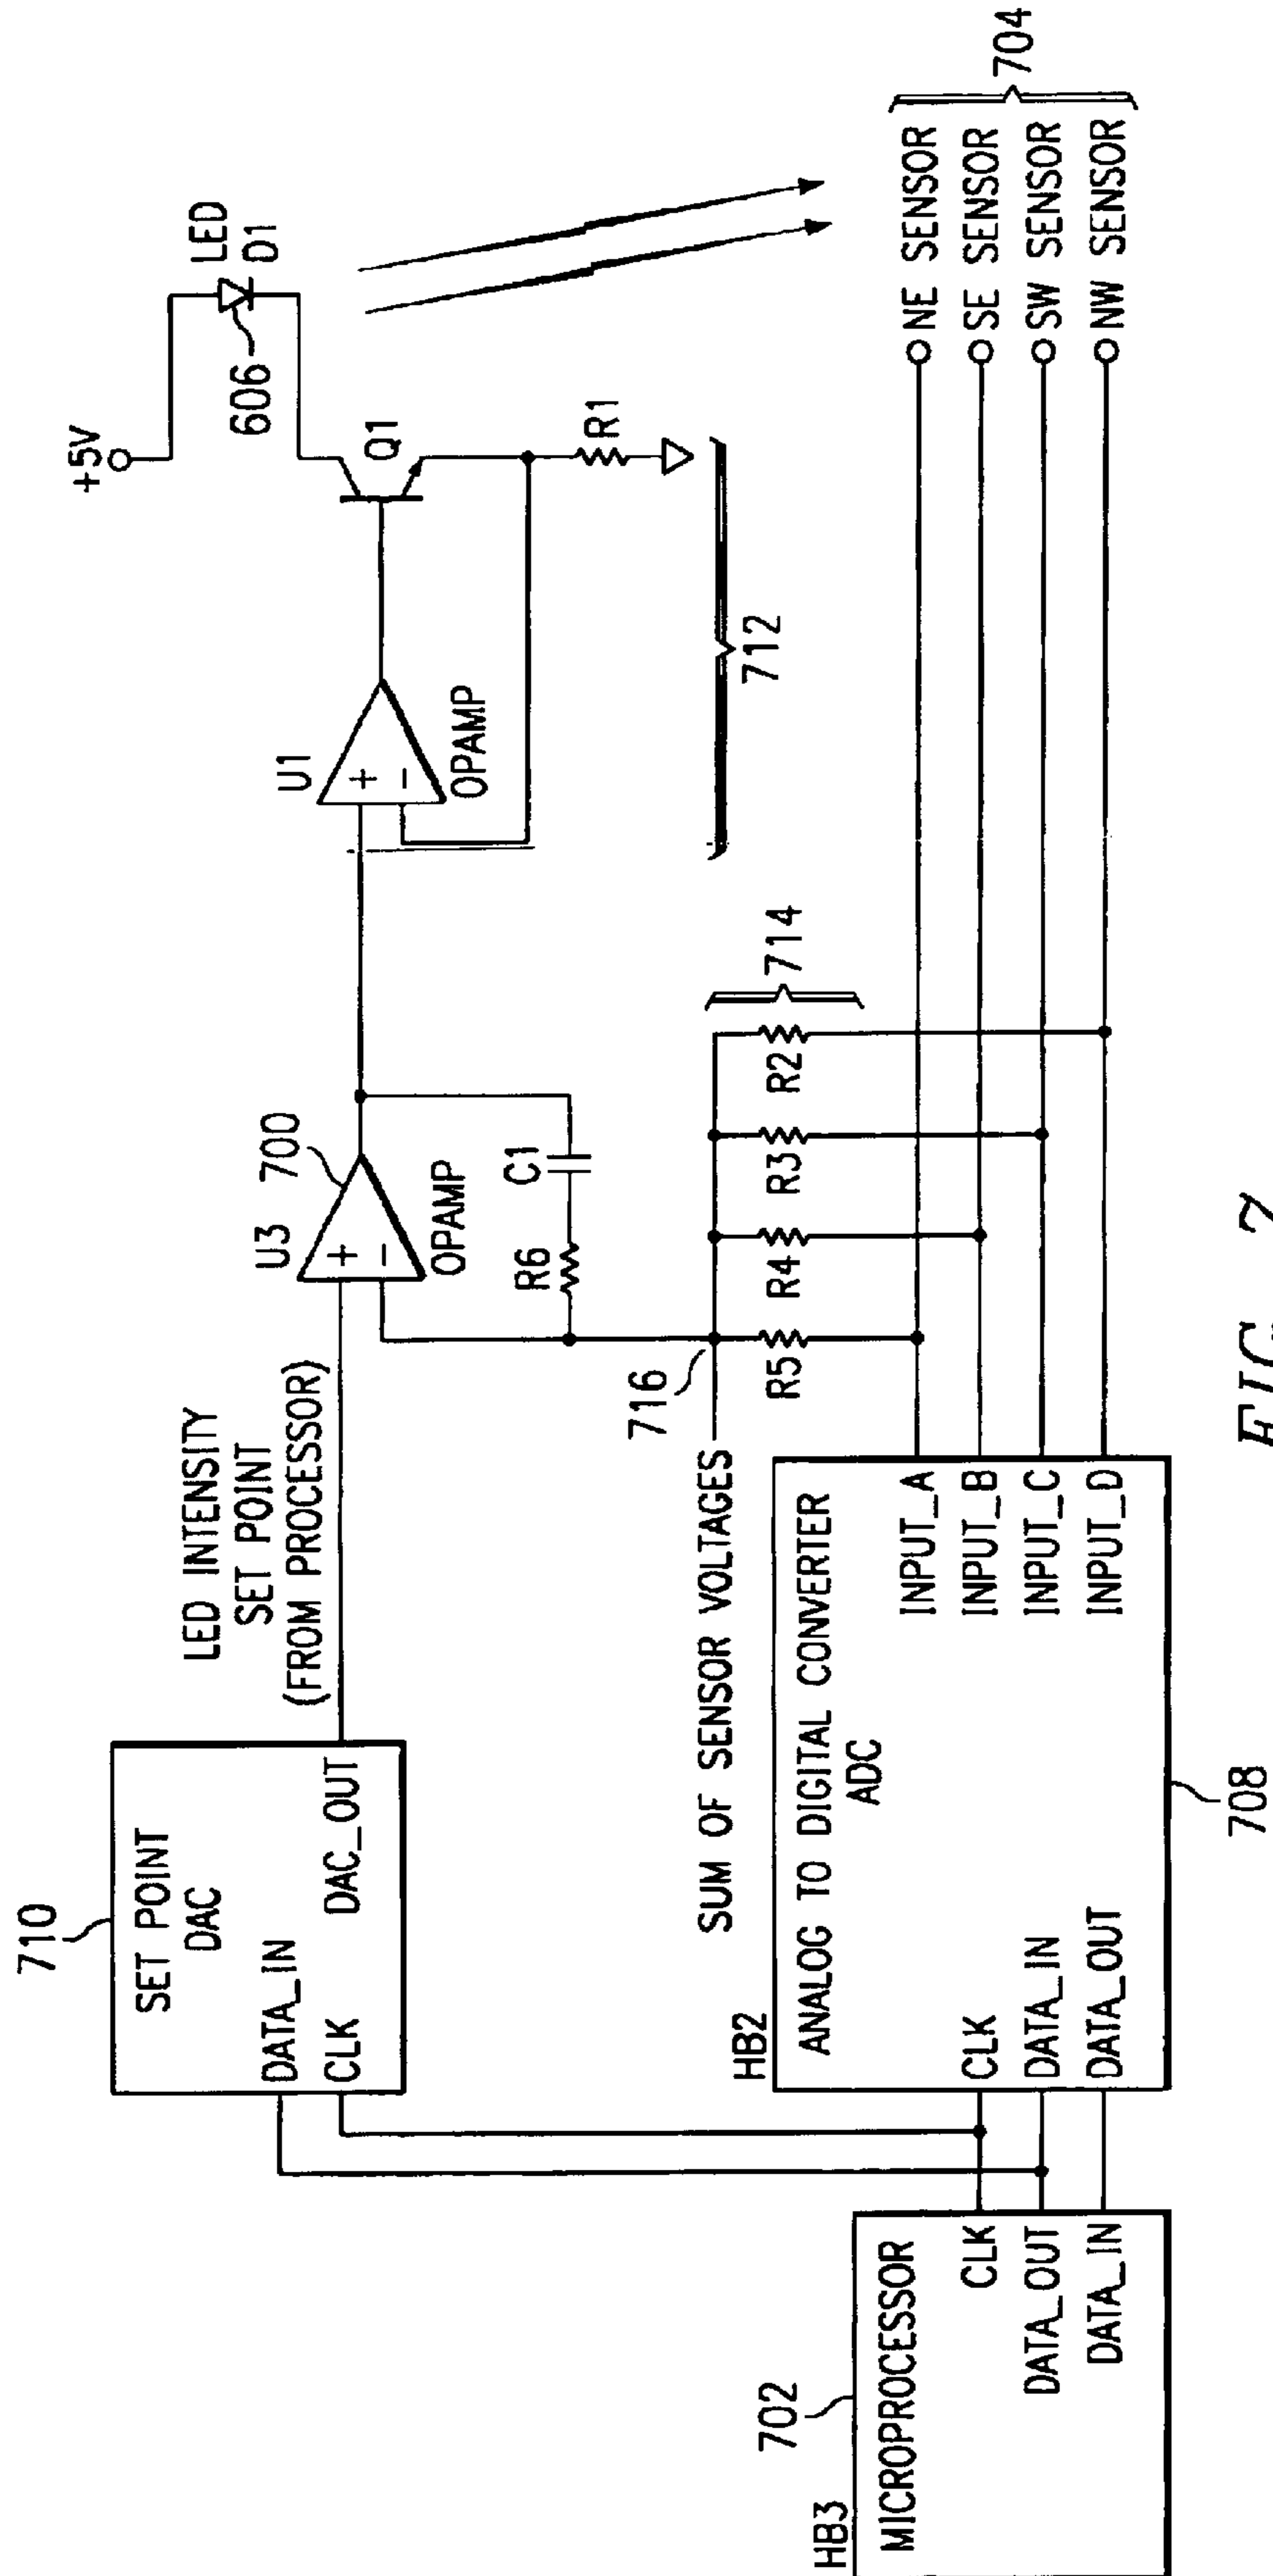 710
SET POINT
DAC
DATA_IN
CLK
DAC_OUT
LED INTENSITY
SET POINT
(FROM PROCESSOR)
U3
700
+
-
OPAMP
R6
C1
U1
+
-
OPAMP
+5V
LED
D1
606
Q1
R1
712
716
SUM OF SENSOR VOLTAGES
R5
R4
R3
R2
714
HB3
702
MICROPROCESSOR
CLK
DATA_OUT
DATA_IN
HB2
ANALOG TO DIGITAL CONVERTER
ADC
CLK
DATA_IN
DATA_OUT
INPUT_A
INPUT_B
INPUT_C
INPUT_D
708
NE SENSOR
SE SENSOR
SW SENSOR
NW SENSOR
704
FIG. 7